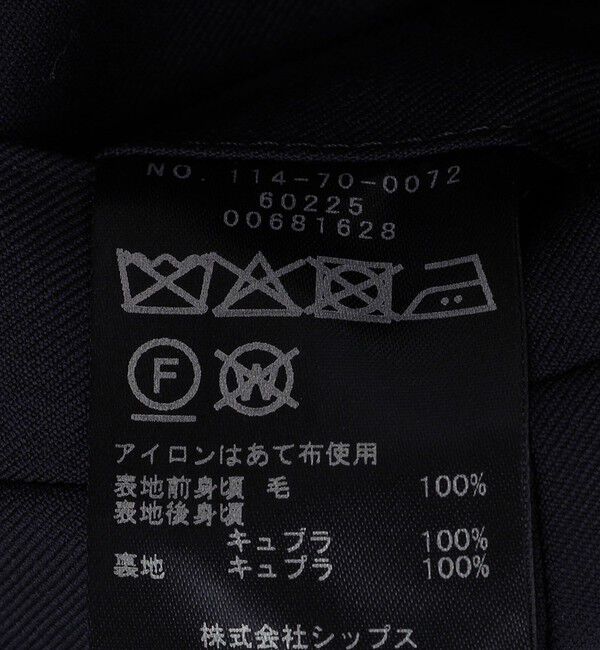 NO. 114-70-0072
60225
00681628
F W
アイロンはあて布使用
表地前身頃 毛 100%
表地後身頃
キュプラ 100%
裏地 キュプラ 100%
株式会社シップス